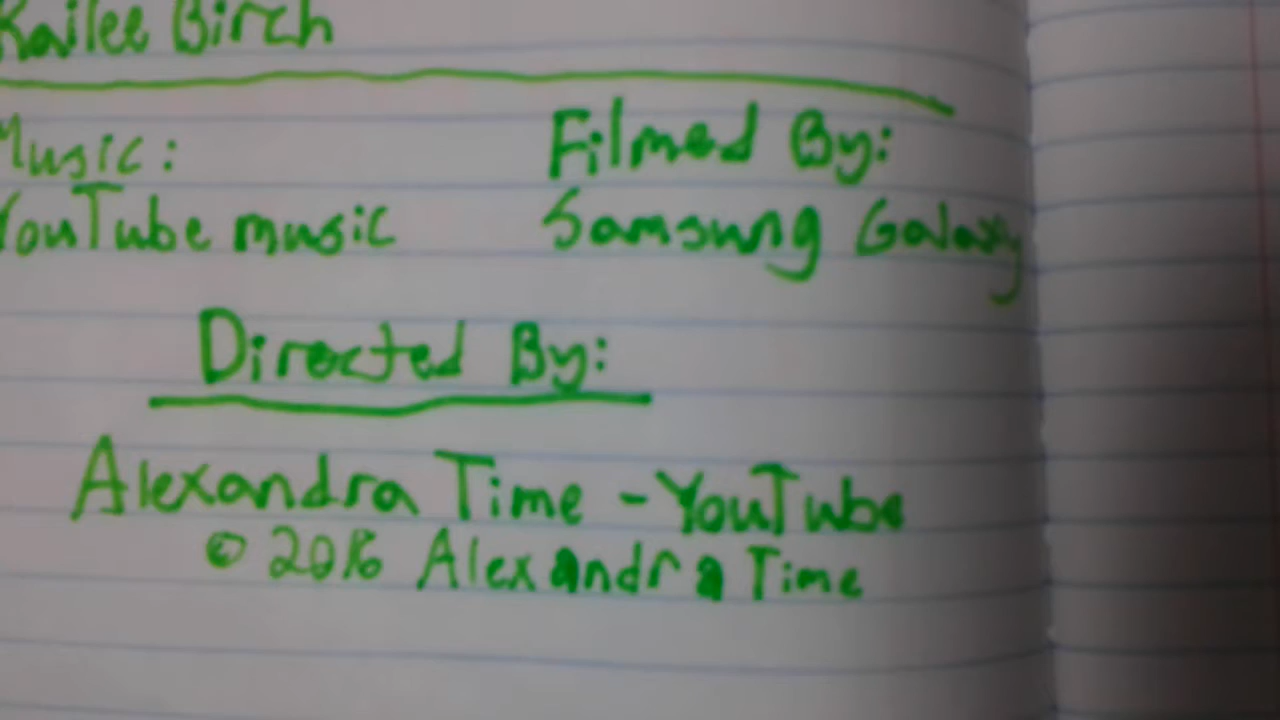 Kailee Birch
Music:
YouTube music
Filmed By:
Samsung Galaxy
Directed By:
Alexandra Time - YouTube
© 2016 Alexandra Time